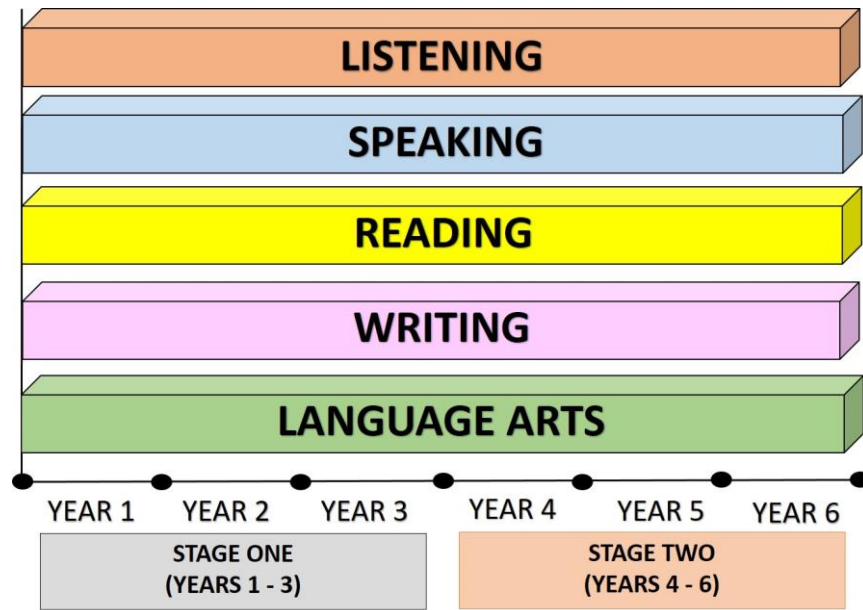 LISTENING
SPEAKING
READING
WRITING
LANGUAGE ARTS
YEAR 1 YEAR 2 YEAR 3 YEAR 4 YEAR 5 YEAR 6
STAGE ONE
(YEARS 1 - 3)
STAGE TWO
(YEARS 4 - 6)